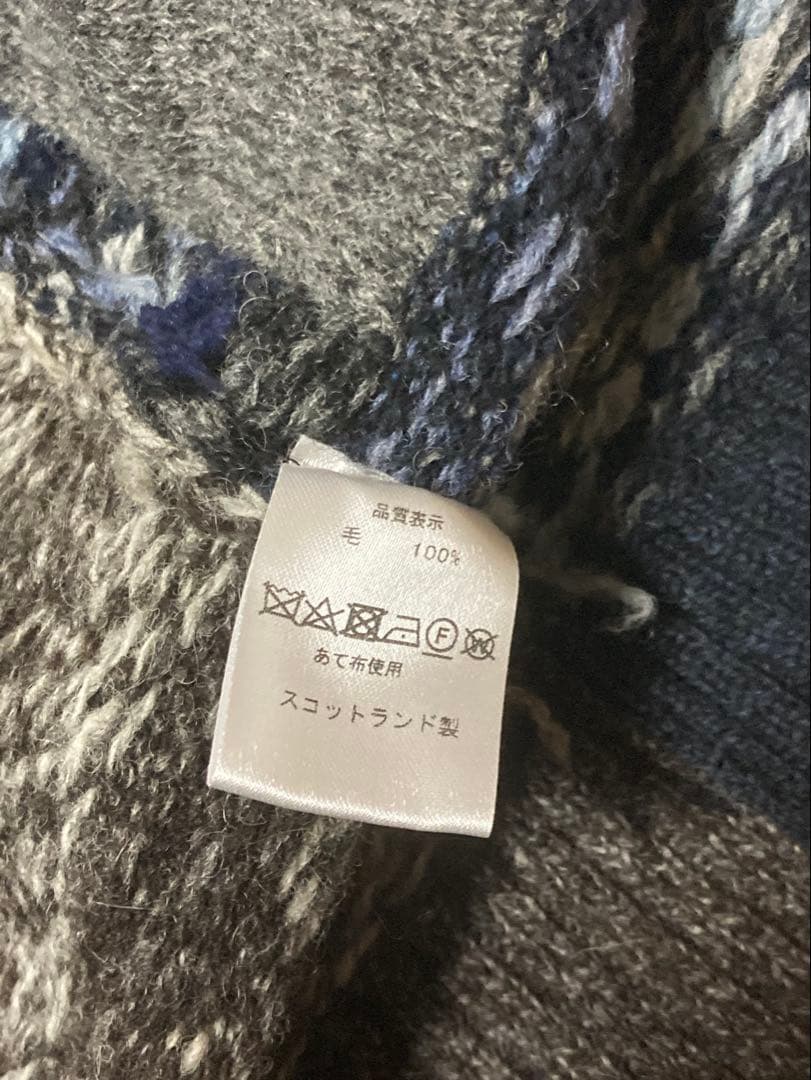 品質表示
毛 100%
F W
あて布使用
スコットランド製